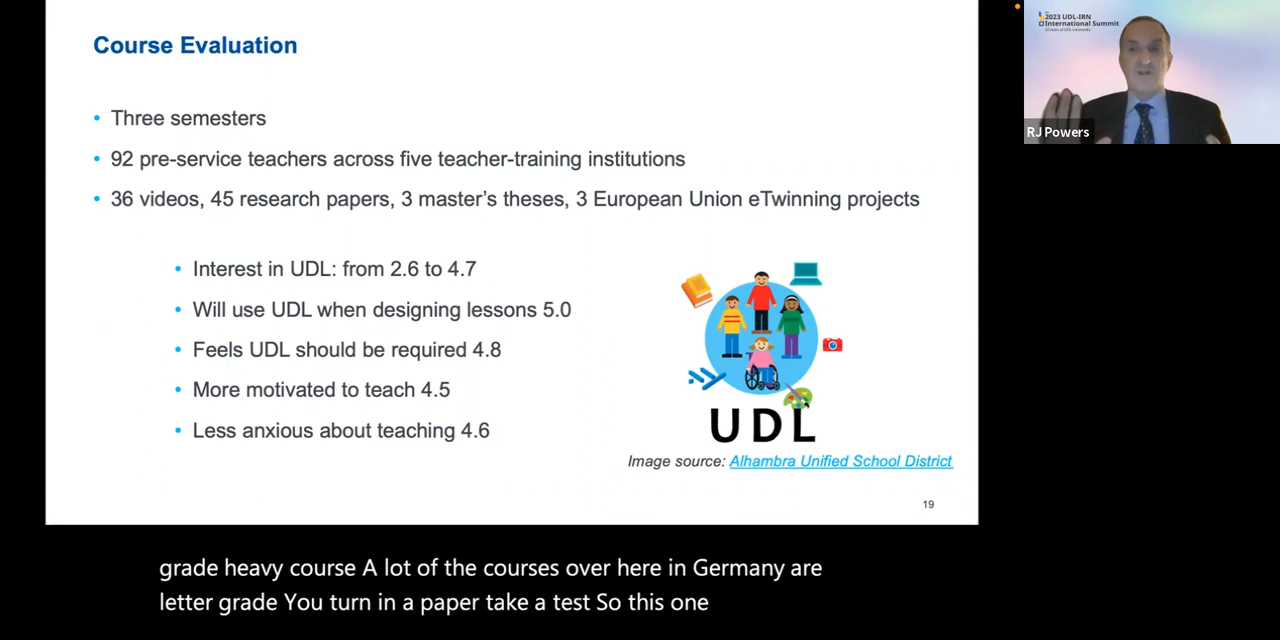 Course Evaluation
• Three semesters
• 92 pre-service teachers across five teacher-training institutions
• 36 videos, 45 research papers, 3 master's theses, 3 European Union eTwinning projects
• Interest in UDL: from 2.6 to 4.7
• Will use UDL when designing lessons 5.0
• Feels UDL should be required 4.8
• More motivated to teach 4.5
• Less anxious about teaching 4.6
UDL
Image source: Alhambra Unified School District
19
2023 UDL-IRN
International Summit
RJ Powers
grade heavy course A lot of the courses over here in Germany are
letter grade You turn in a paper take a test So this one